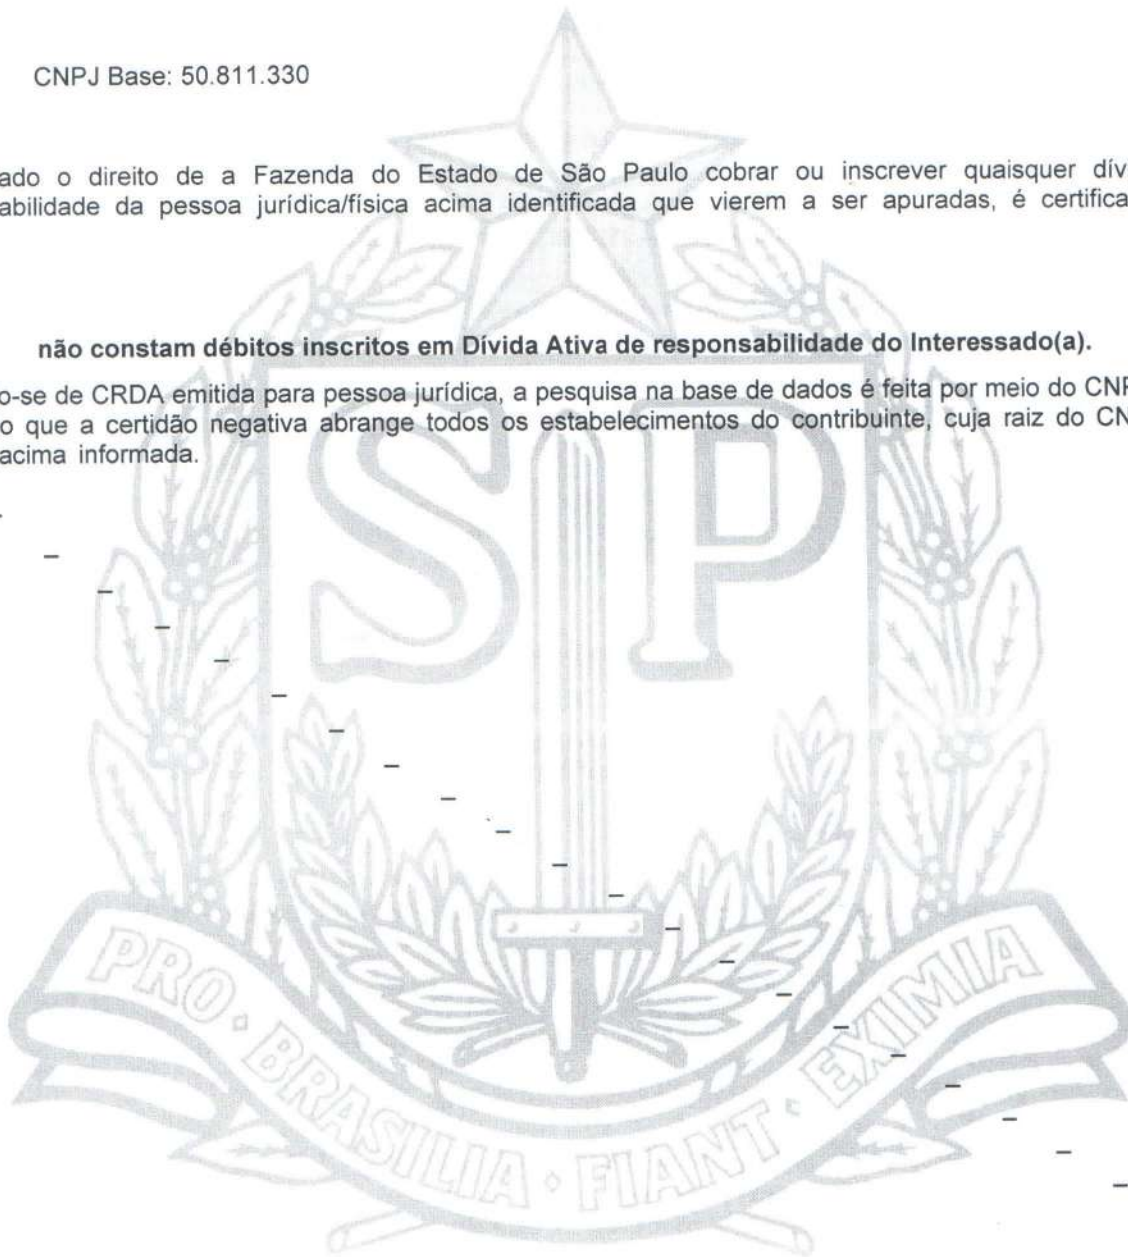 CNPJ Base: 50.811.330
ado o direito de a Fazenda do Estado de São Paulo cobrar ou inscrever quaisquer dív
abilidade da pessoa jurídica/física acima identificada que vierem a ser apuradas, é certifica
não constam débitos inscritos em Dívida Ativa de responsabilidade do Interessado(a).
o-se de CRDA emitida para pessoa jurídica, a pesquisa na base de dados é feita por meio do CNP
o que a certidão negativa abrange todos os estabelecimentos do contribuinte, cuja raiz do CN
acima informada.
SP
PRO • BRASILIA • FIANT • EXIMIA